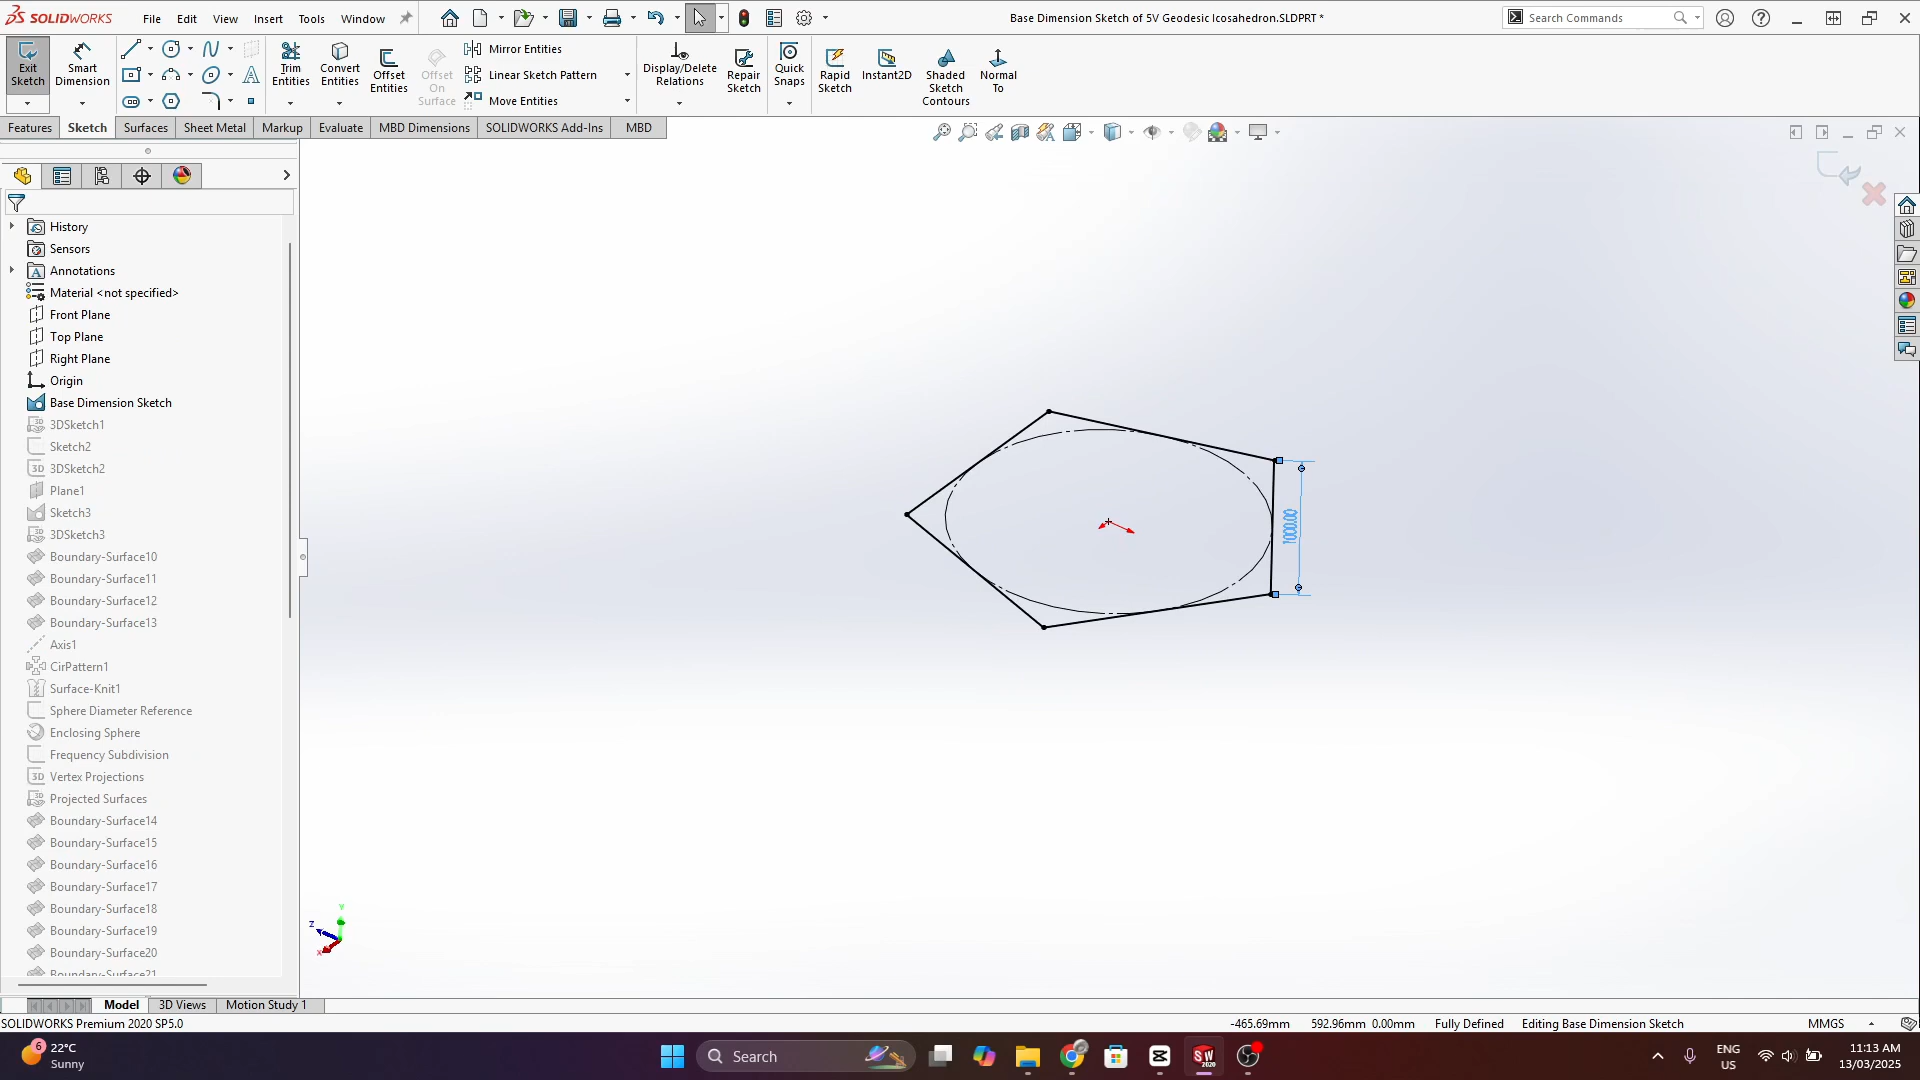 SOLIDWORKS
File
Edit
View
Insert
Tools
Window
Base Dimension Sketch of 5V Geodesic Icosahedron.SLDPRT *
Search Commands
Exit Sketch
Smart Dimension
Trim Entities
Convert Entities
Offset Entities
Offset On Surface
Mirror Entities
Linear Sketch Pattern
Move Entities
Display/Delete Relations
Repair Sketch
Quick Snaps
Rapid Sketch
Instant2D
Shaded Sketch Contours
Normal To
Features
Sketch
Surfaces
Sheet Metal
Markup
Evaluate
MBD Dimensions
SOLIDWORKS Add-Ins
MBD
History
Sensors
Annotations
Material <not specified>
Front Plane
Top Plane
Right Plane
Origin
Base Dimension Sketch
3DSketch1
Sketch2
3DSketch2
Plane1
Sketch3
3DSketch3
Boundary-Surface10
Boundary-Surface11
Boundary-Surface12
Boundary-Surface13
Axis1
CirPattern1
Surface-Knit1
Sphere Diameter Reference
Enclosing Sphere
Frequency Subdivision
Vertex Projections
Projected Surfaces
Boundary-Surface14
Boundary-Surface15
Boundary-Surface16
Boundary-Surface17
Boundary-Surface18
Boundary-Surface19
Boundary-Surface20
Boundary-Surface21
1000.00
Y
Z
X
Model
3D Views
Motion Study 1
SOLIDWORKS Premium 2020 SP5.0
-465.69mm
592.96mm 0.00mm
Fully Defined
Editing Base Dimension Sketch
MMGS
6
22°C
Sunny
Search
SW
2020
ENG
US
11:13 AM
13/03/2025